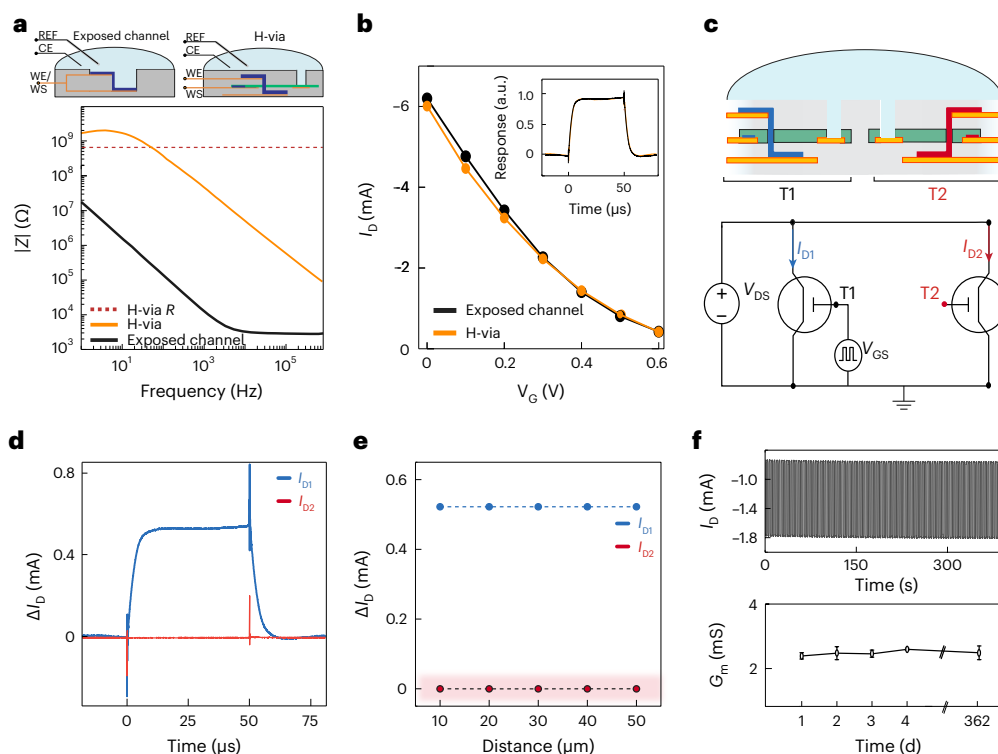 a
REF Exposed channel
CE
WE/
WS
REF H-via
CE
WE
WS
10⁹
10⁸
10⁷
10⁶
10⁵
10⁴
10³
|Z| (Ω)
H-via R
H-via
Exposed channel
10¹ 10³ 10⁵
Frequency (Hz)
b
−6
−4
−2
0
I_D (mA)
Response (a.u.)
1.0
0
0 50
Time (µs)
Exposed channel
H-via
0 0.2 0.4 0.6
V_G (V)
c
T1 T2
I_D1 I_D2
V_DS
T1 T2
V_GS
d
0.8
0.4
0
ΔI_D (mA)
I_D1
I_D2
0 25 50 75
Time (µs)
e
0.6
0.4
0.2
0
ΔI_D (mA)
I_D1
I_D2
10 20 30 40 50
Distance (µm)
f
−1.0
−1.4
−1.8
I_D (mA)
0 150 300
Time (s)
G_m (mS)
2
1 2 3 4 362
Time (d)